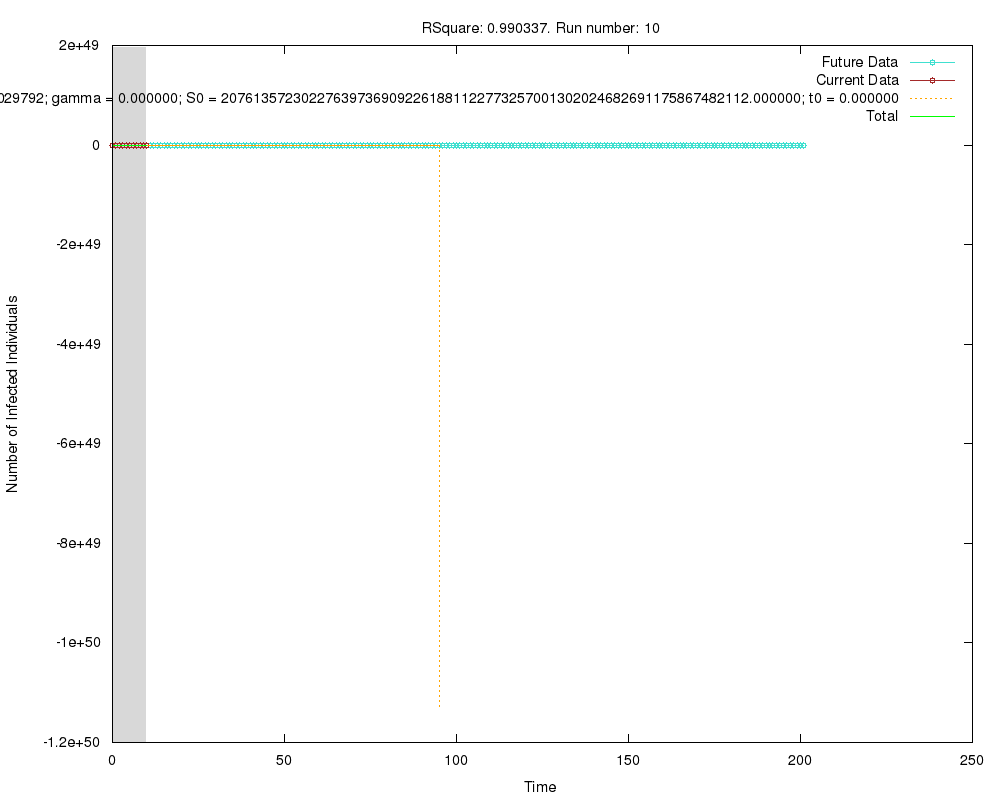 RSquare: 0.990337. Run number: 10
2e+49
Future Data
Current Data
029792; gamma = 0.000000; S0 = 20761357230227639736909226188112277325700130202468269117586748​2112.000000; t0 = 0.000000
Total
0
-2e+49
-4e+49
-6e+49
-8e+49
-1e+50
-1.2e+50
Number of Infected Individuals
0 50 100 150 200 250
Time